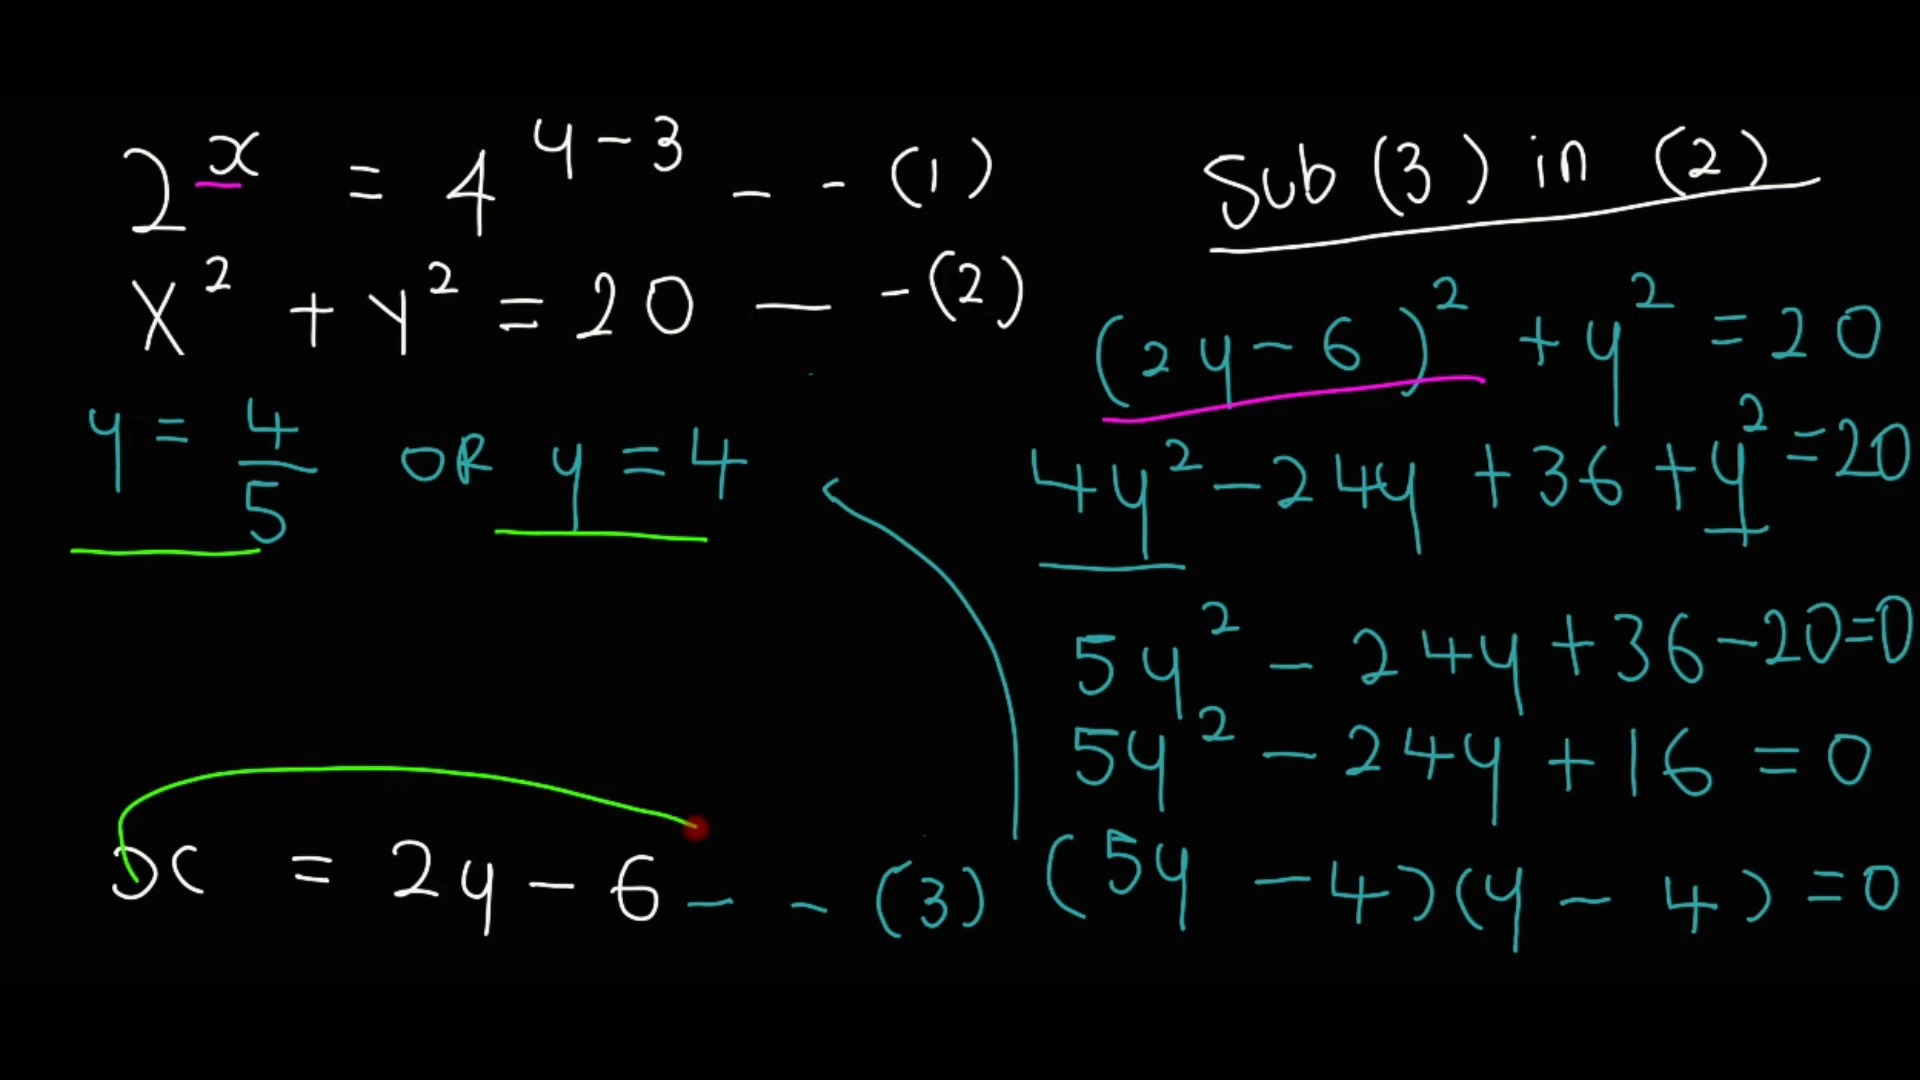 2^x = 4^{y-3} - - (1)
x² + y² = 20 — - (2)
y = 4/5 OR y = 4
x = 2y - 6 - - (3)
Sub (3) in (2)
(2y - 6)² + y² = 20
4y² - 24y + 36 + y² = 20
5y² - 24y + 36 - 20 = 0
5y² - 24y + 16 = 0
(5y - 4)(y - 4) = 0